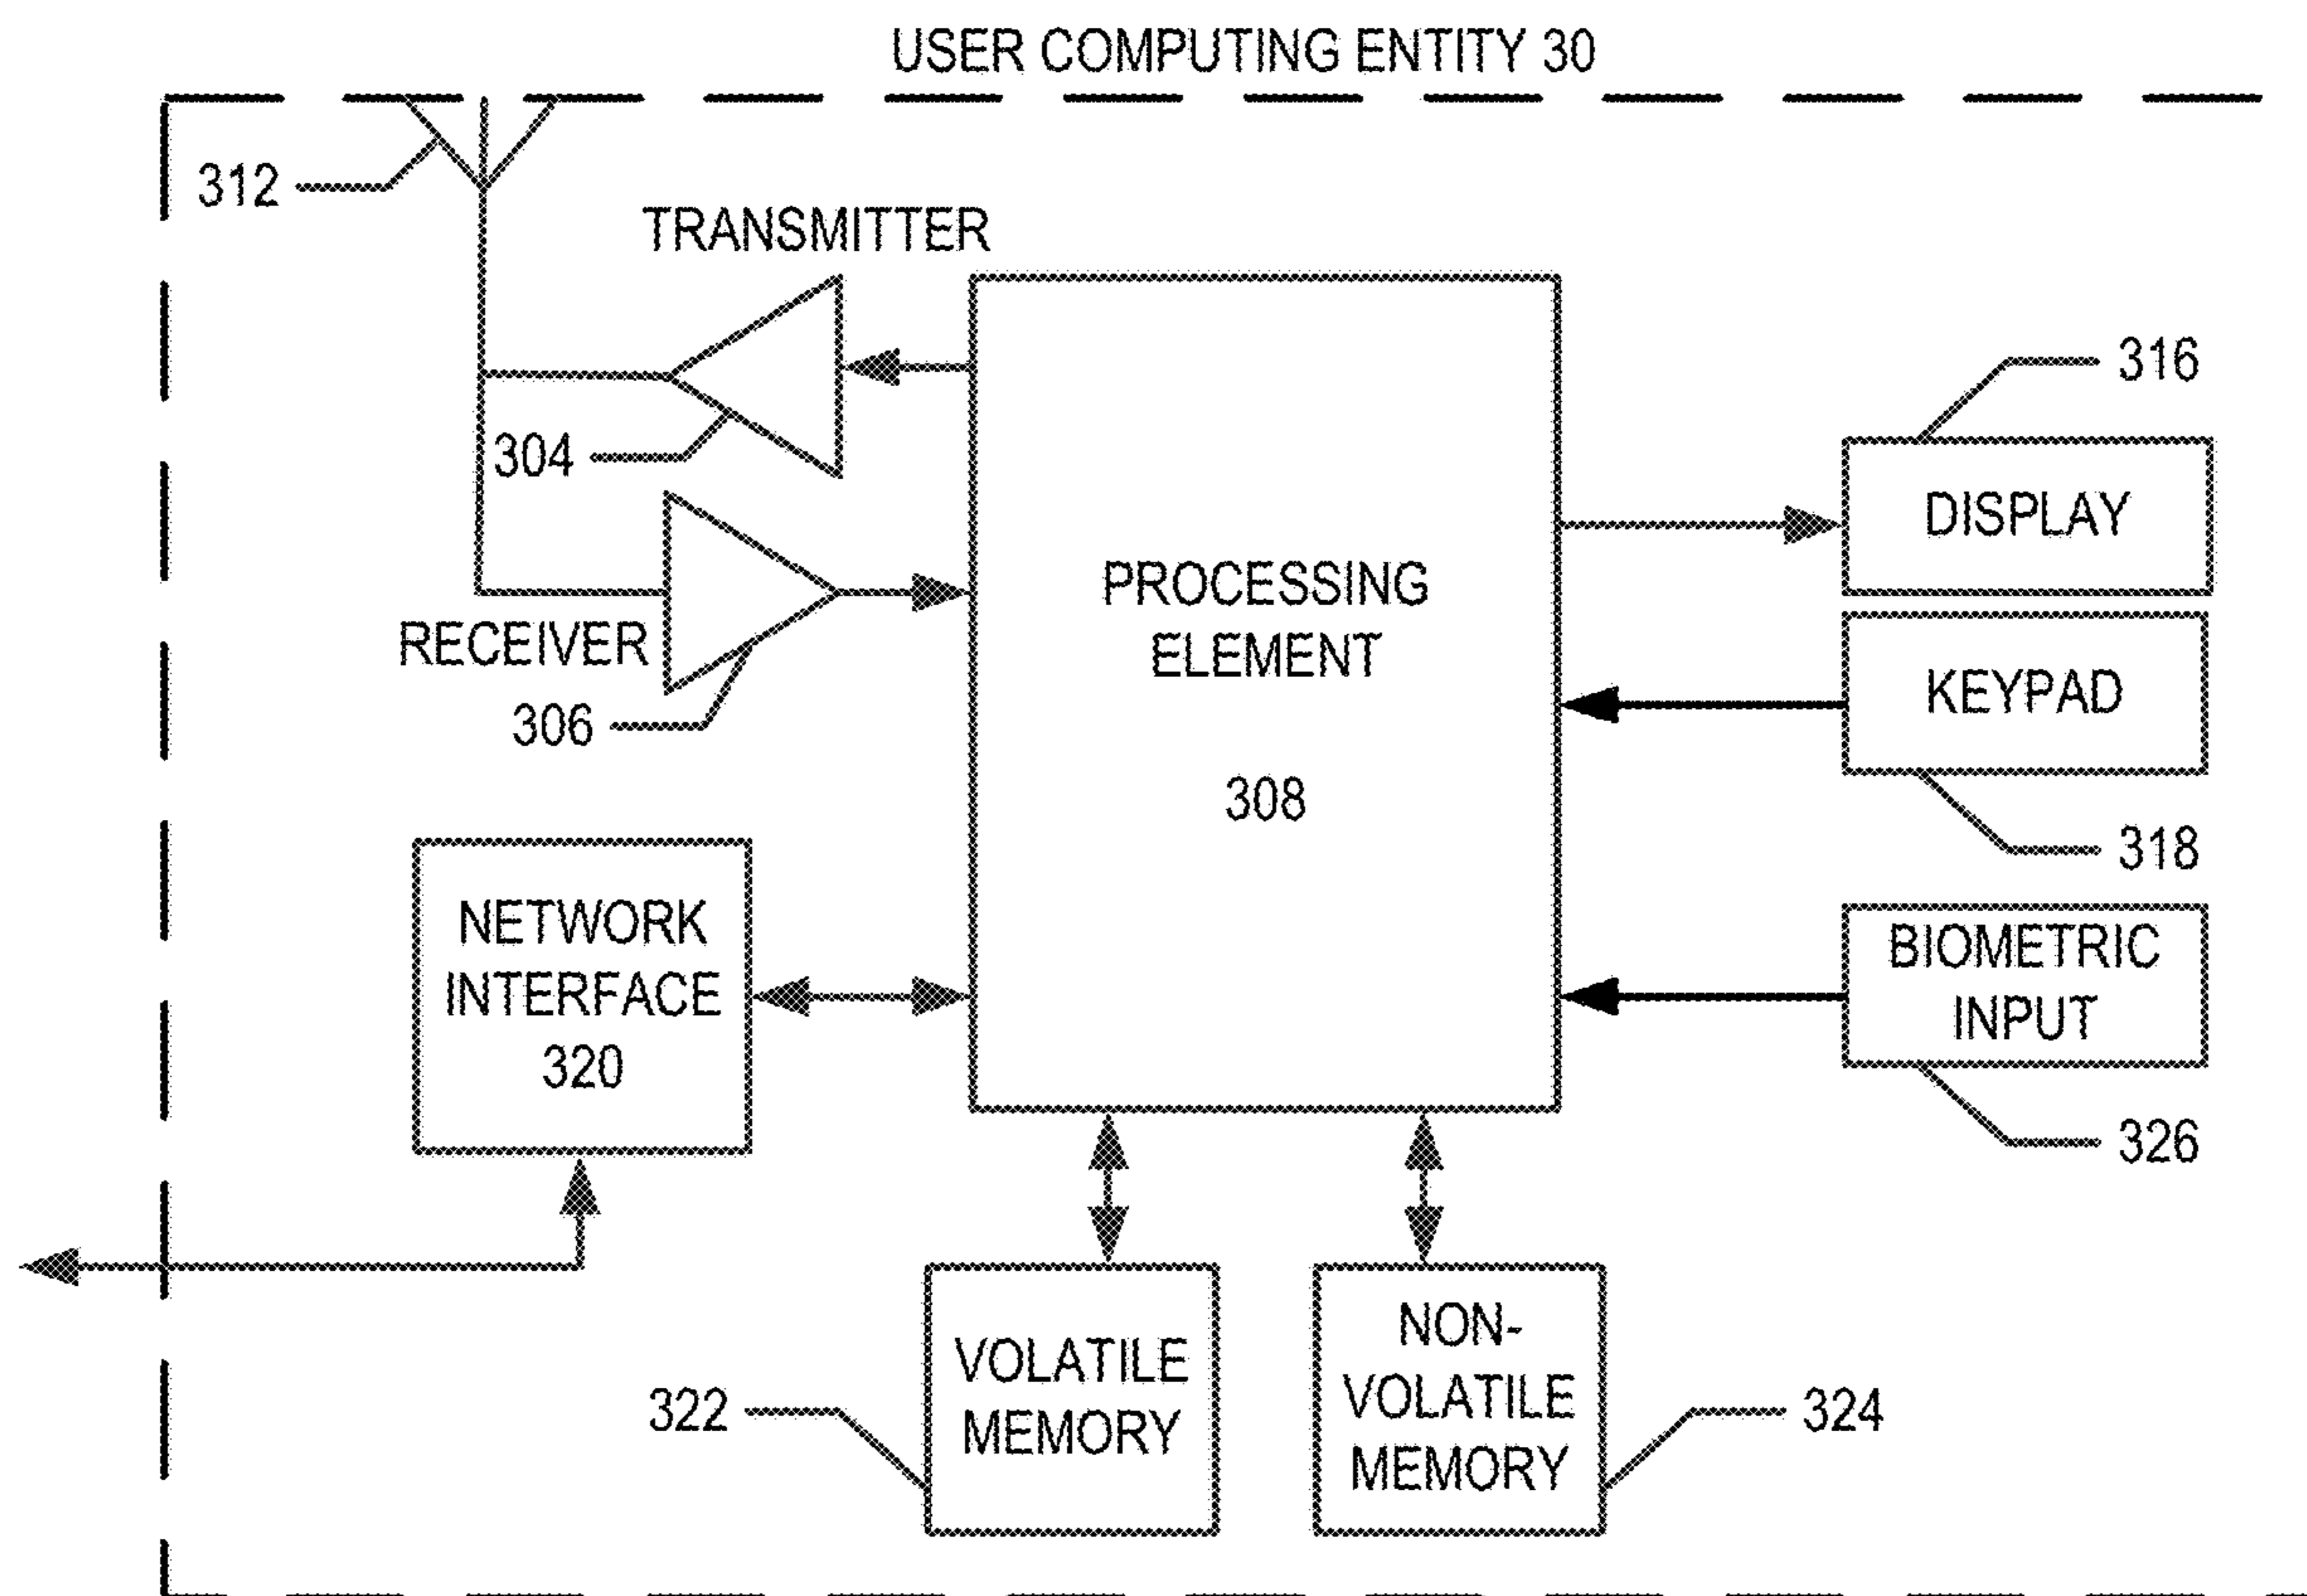 USER COMPUTING ENTITY 30
312
TRANSMITTER
304
RECEIVER
306
PROCESSING
ELEMENT
308
316
DISPLAY
KEYPAD
318
BIOMETRIC
INPUT
326
NETWORK
INTERFACE
320
322
VOLATILE
MEMORY
NON-
VOLATILE
MEMORY
324